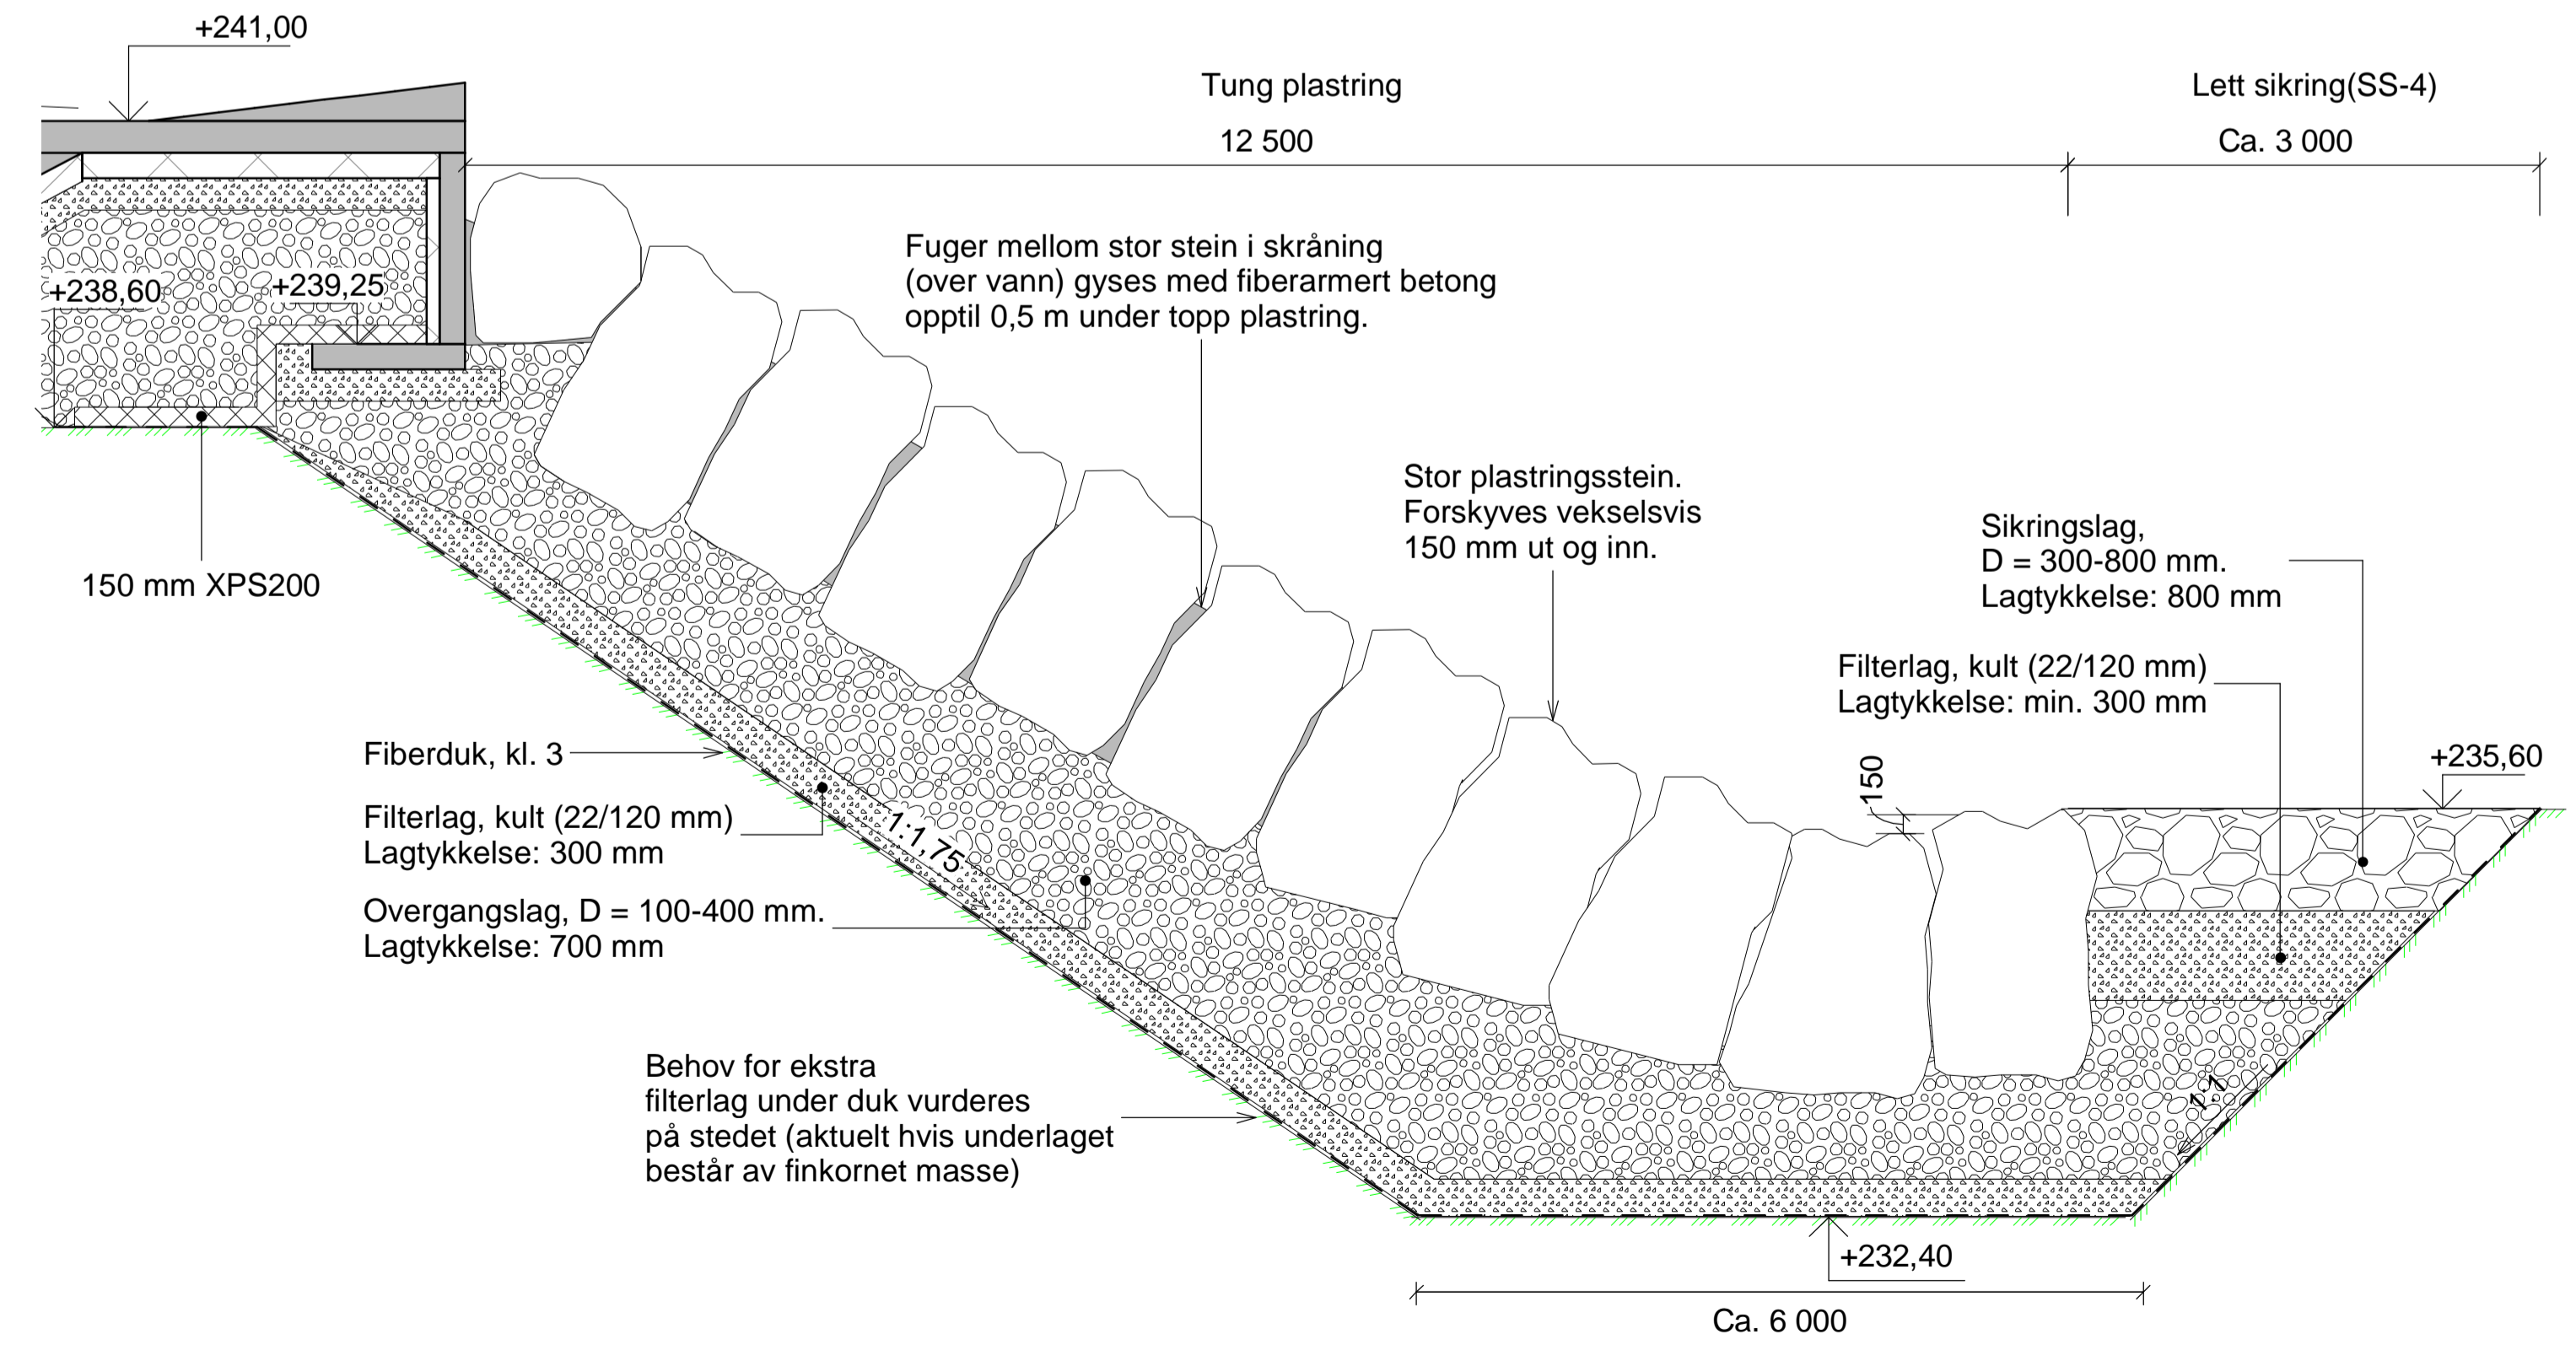 +241,00
Tung plastring
12 500
Lett sikring(SS-4)
Ca. 3 000
Fuger mellom stor stein i skråning
(over vann) gyses med fiberarmert betong
opptil 0,5 m under topp plastring.
+238,60
+239,25
150 mm XPS200
Stor plastringsstein.
Forskyves vekselsvis
150 mm ut og inn.
Sikringslag,
D = 300-800 mm.
Lagtykkelse: 800 mm
Filterlag, kult (22/120 mm)
Lagtykkelse: min. 300 mm
150
+235,60
Fiberduk, kl. 3
Filterlag, kult (22/120 mm)
Lagtykkelse: 300 mm
1:1,75
Overgangslag, D = 100-400 mm.
Lagtykkelse: 700 mm
Behov for ekstra
filterlag under duk vurderes
på stedet (aktuelt hvis underlaget
består av finkornet masse)
1:1
+232,40
Ca. 6 000